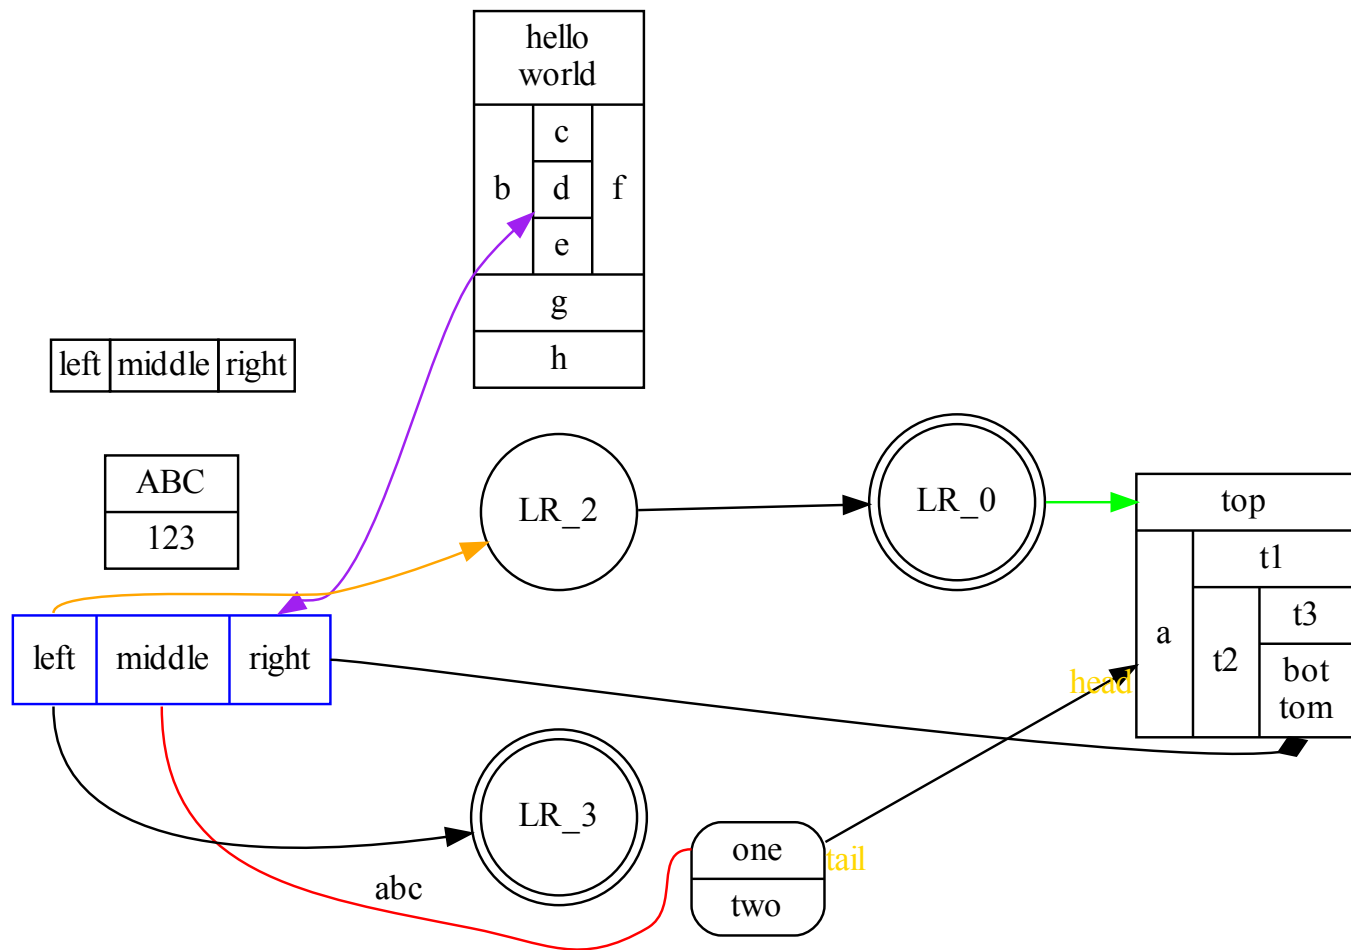 hello
world
b
c
d
e
f
g
h
left middle right
ABC
123
LR_2
LR_0
top
a
t1
t2
t3
bot
tom
left middle right
head
LR_3
one
two
tail
abc